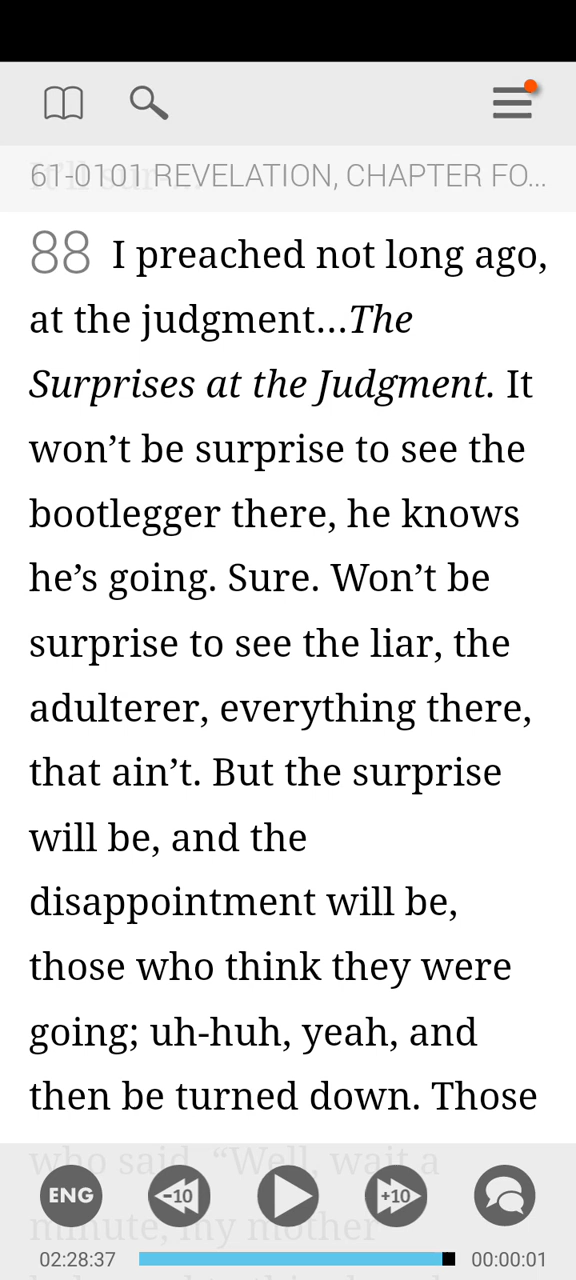 It'll sur-...
61-0101 REVELATION, CHAPTER FO...
88 I preached not long ago,
at the judgment...The
Surprises at the Judgment. It
won't be surprise to see the
bootlegger there, he knows
he's going. Sure. Won't be
surprise to see the liar, the
adulterer, everything there,
that ain't. But the surprise
will be, and the
disappointment will be,
those who think they were
going; uh-huh, yeah, and
then be turned down. Those
who said, “Well, wait a
ENG -10 +10
minute, my mother
02:28:37 00:00:01